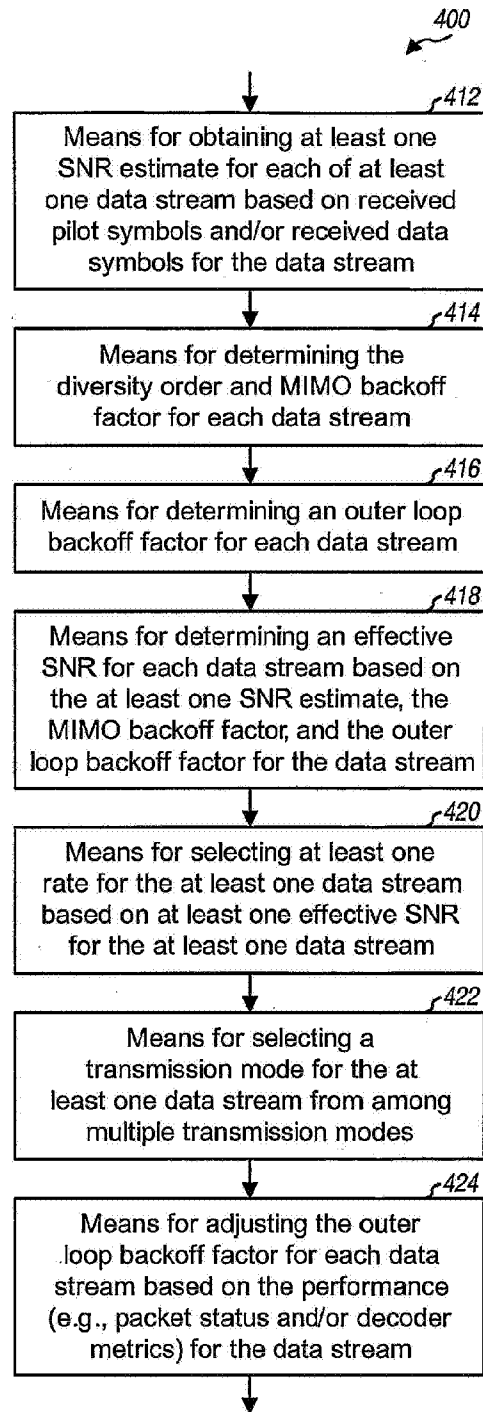 400
412
Means for obtaining at least one
SNR estimate for each of at least
one data stream based on received
pilot symbols and/or received data
symbols for the data stream
414
Means for determining the
diversity order and MIMO backoff
factor for each data stream
416
Means for determining an outer loop
backoff factor for each data stream
418
Means for determining an effective
SNR for each data stream based on
the at least one SNR estimate, the
MIMO backoff factor, and the outer
loop backoff factor for the data stream
420
Means for selecting at least one
rate for the at least one data stream
based on at least one effective SNR
for the at least one data stream
422
Means for selecting a
transmission mode for the at
least one data stream from among
multiple transmission modes
424
Means for adjusting the outer
loop backoff factor for each data
stream based on the performance
(e.g., packet status and/or decoder
metrics) for the data stream